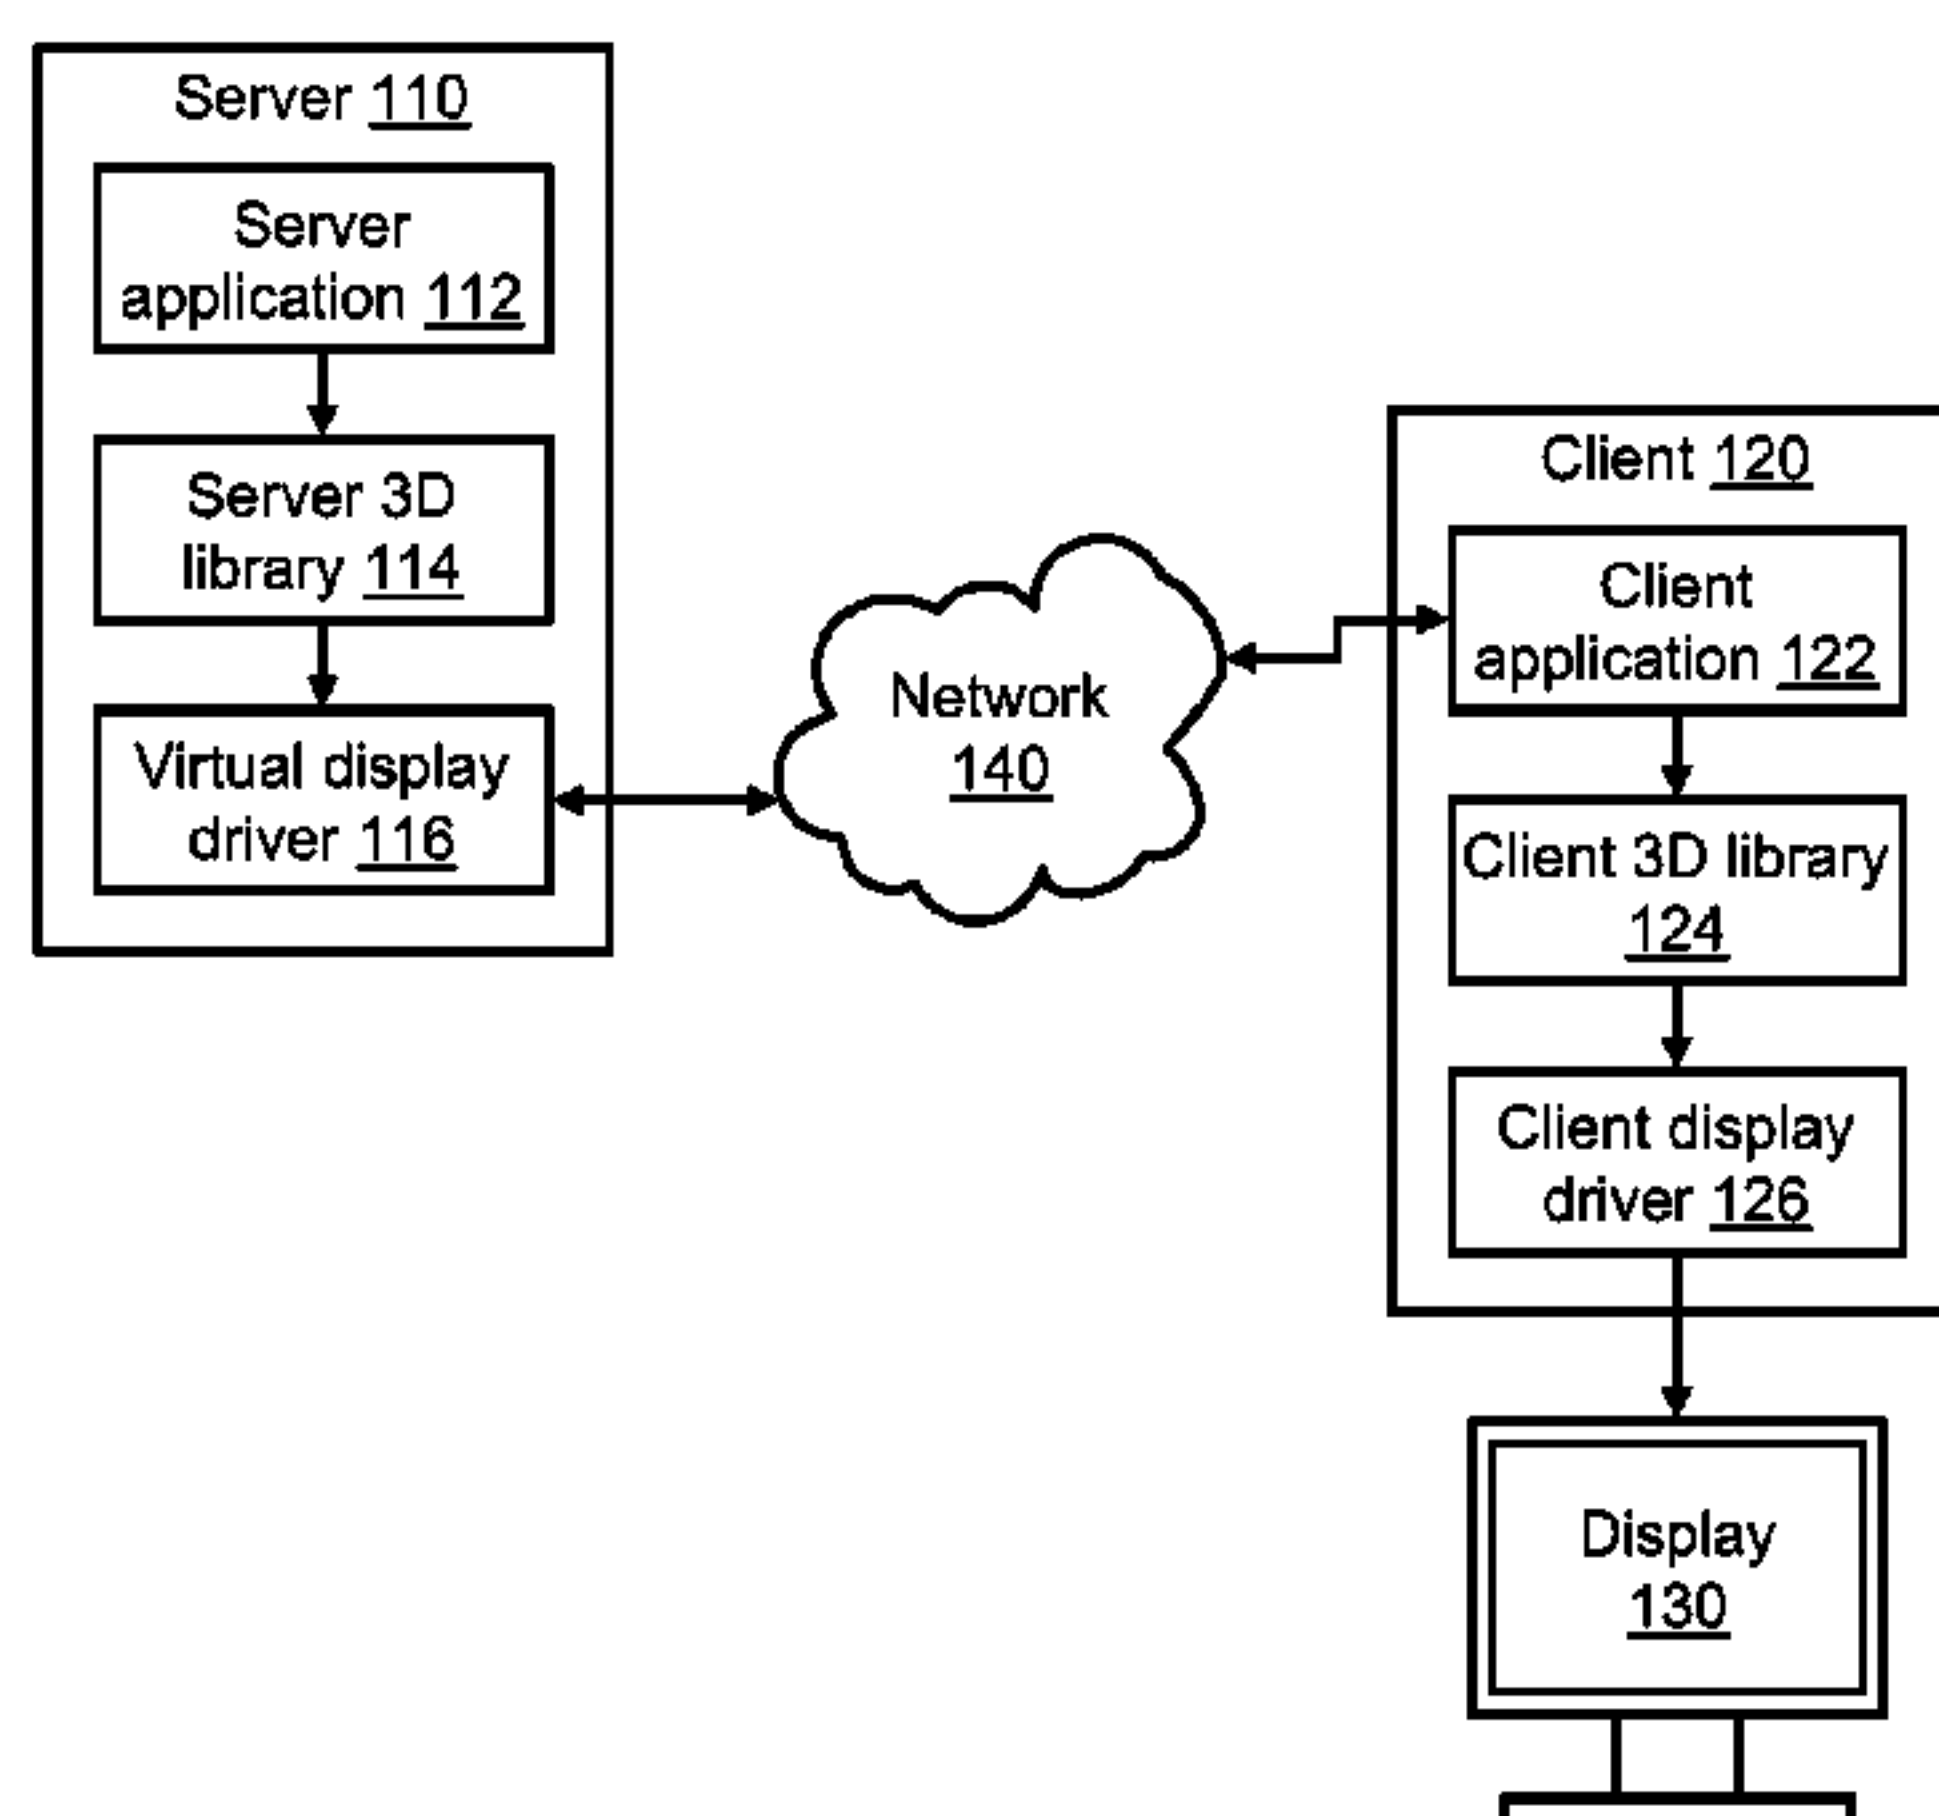 Server 110
Server
application 112
Server 3D
library 114
Virtual display
driver 116
Network
140
Client 120
Client
application 122
Client 3D library
124
Client display
driver 126
Display
130